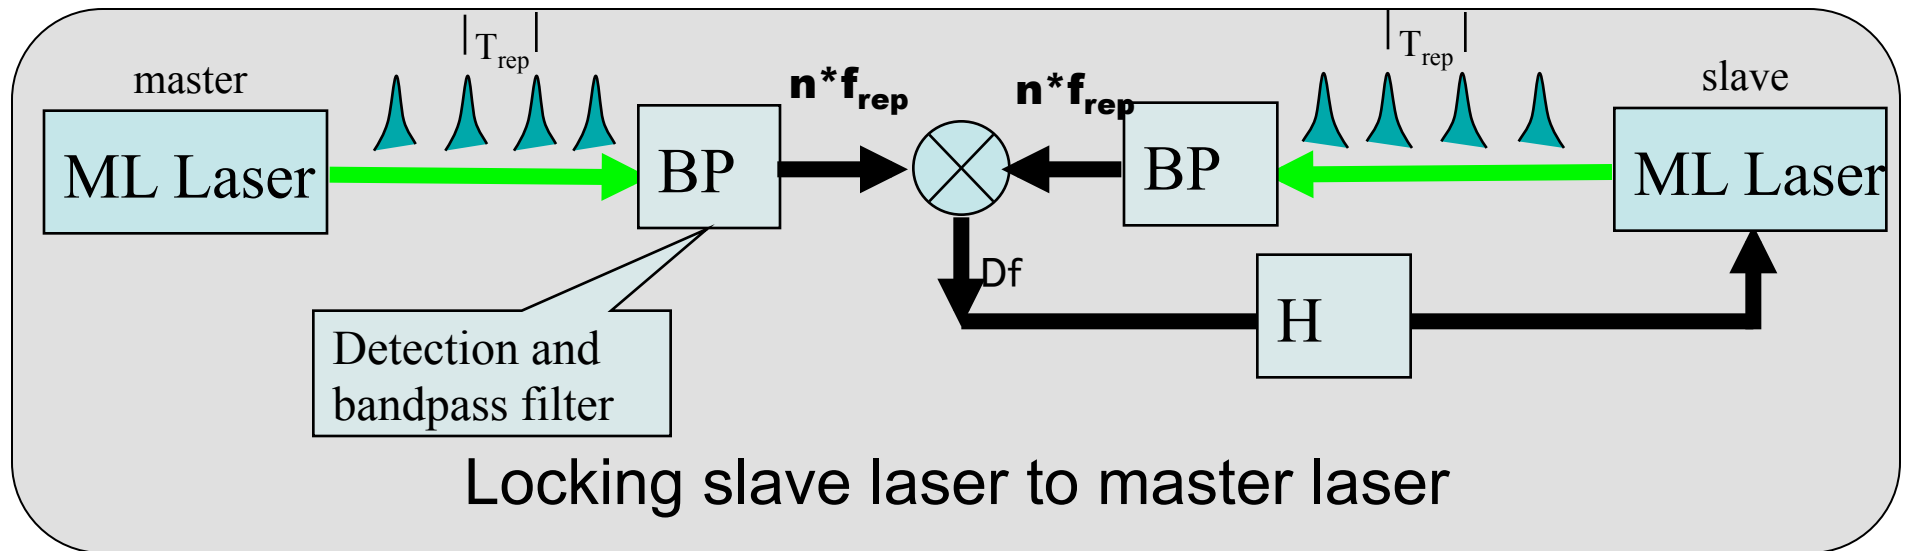 T_rep
T_rep
master
n*f_rep
n*f_rep
slave
ML Laser
BP
BP
ML Laser
Df
H
Detection and
bandpass filter
Locking slave laser to master laser